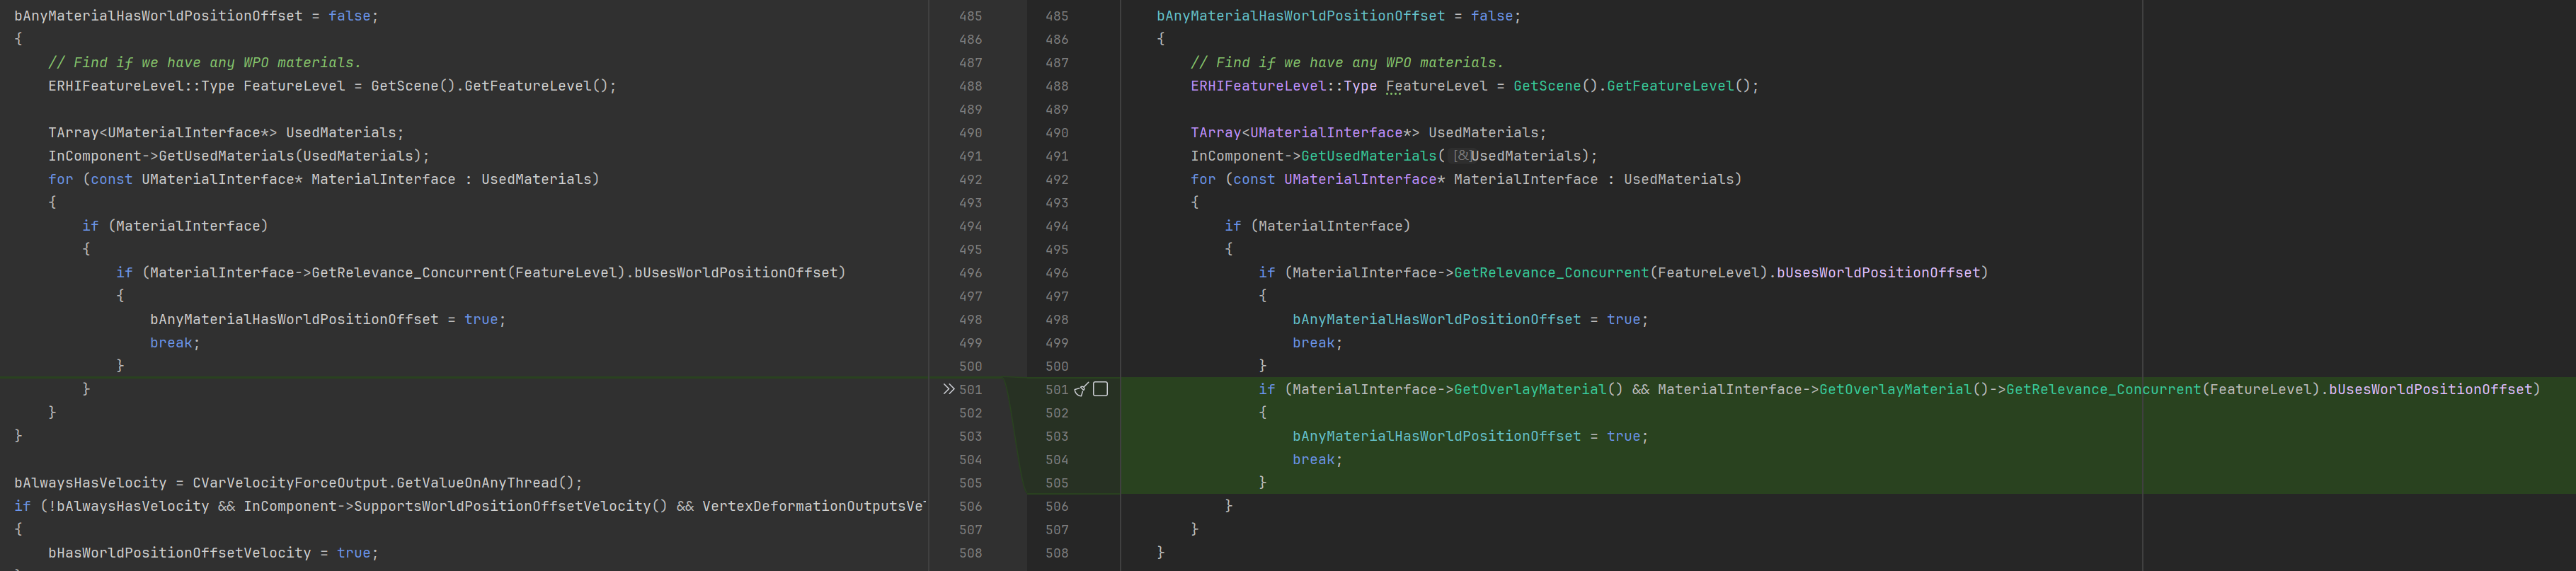 bAnyMaterialHasWorldPositionOffset = false;
{
// Find if we have any WPO materials.
ERHIFeatureLevel::Type FeatureLevel = GetScene().GetFeatureLevel();
TArray<UMaterialInterface*> UsedMaterials;
InComponent->GetUsedMaterials(UsedMaterials);
for (const UMaterialInterface* MaterialInterface : UsedMaterials)
{
if (MaterialInterface)
{
if (MaterialInterface->GetRelevance_Concurrent(FeatureLevel).bUsesWorldPositionOffset)
{
bAnyMaterialHasWorldPositionOffset = true;
break;
}
}
}
}
bAlwaysHasVelocity = CVarVelocityForceOutput.GetValueOnAnyThread();
if (!bAlwaysHasVelocity && InComponent->SupportsWorldPositionOffsetVelocity() && VertexDeformationOutputsVe
{
bHasWorldPositionOffsetVelocity = true;
485
486
487
488
489
490
491
492
493
494
495
496
497
498
499
500
501
502
503
504
505
506
507
508
485 bAnyMaterialHasWorldPositionOffset = false;
486 {
487 // Find if we have any WPO materials.
488 ERHIFeatureLevel::Type FeatureLevel = GetScene().GetFeatureLevel();
489
490 TArray<UMaterialInterface*> UsedMaterials;
491 InComponent->GetUsedMaterials( [&]UsedMaterials);
492 for (const UMaterialInterface* MaterialInterface : UsedMaterials)
493 {
494 if (MaterialInterface)
495 {
496 if (MaterialInterface->GetRelevance_Concurrent(FeatureLevel).bUsesWorldPositionOffset)
497 {
498 bAnyMaterialHasWorldPositionOffset = true;
499 break;
500 }
501 if (MaterialInterface->GetOverlayMaterial() && MaterialInterface->GetOverlayMaterial()->GetRelevance_Concurrent(FeatureLevel).bUsesWorldPositionOffset)
502 {
503 bAnyMaterialHasWorldPositionOffset = true;
504 break;
505 }
506 }
507 }
508 }